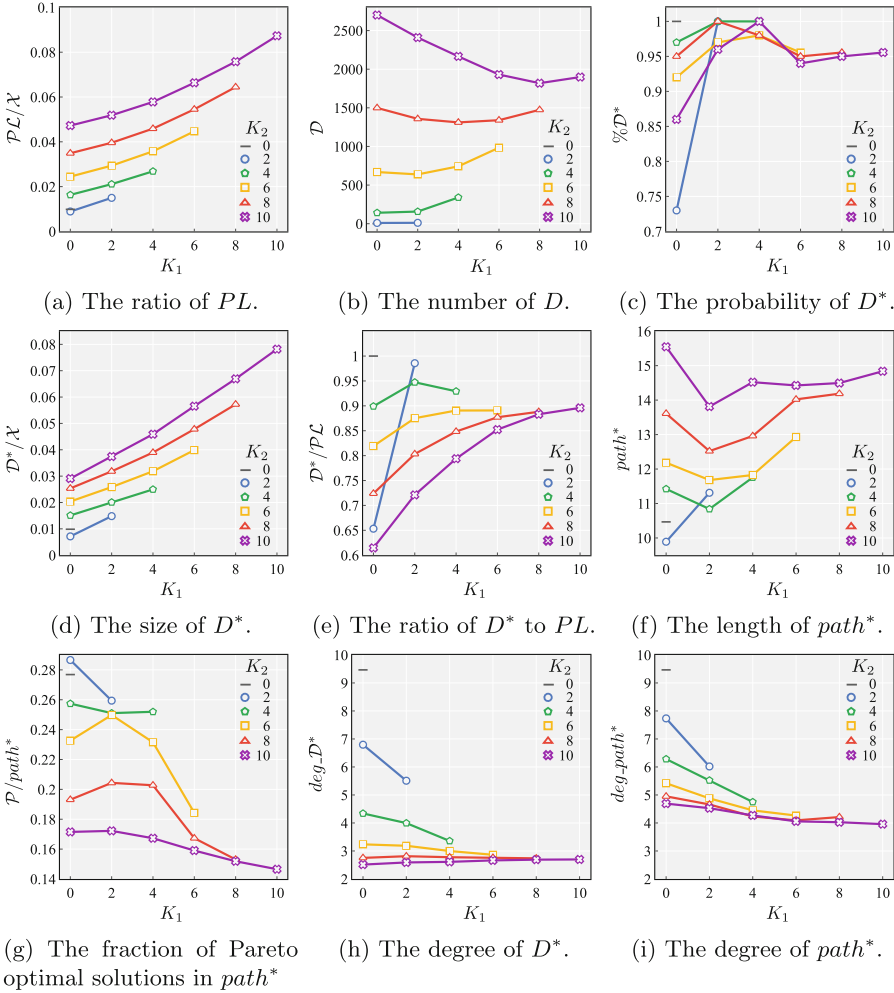 0.1
0.08
0.06
0.04
0.02
0
PL/X
0 2 4 6 8 10
K1
K2
0
2
4
6
8
10
(a) The ratio of PL.
2500
2000
1500
1000
500
0
D
0 2 4 6 8 10
K1
K2
0
2
4
6
8
10
(b) The number of D.
1
0.95
0.9
0.85
0.8
0.75
0.7
%D*
0 2 4 6 8 10
K1
K2
0
2
4
6
8
10
(c) The probability of D*.
0.08
0.07
0.06
0.05
0.04
0.03
0.02
0.01
0
D*/X
0 2 4 6 8 10
K1
K2
0
2
4
6
8
10
(d) The size of D*.
1
0.95
0.9
0.85
0.8
0.75
0.7
0.65
0.6
D*/PL
0 2 4 6 8 10
K1
K2
0
2
4
6
8
10
(e) The ratio of D* to PL.
16
15
14
13
12
11
10
path*
0 2 4 6 8 10
K1
K2
0
2
4
6
8
10
(f) The length of path*.
0.28
0.26
0.24
0.22
0.2
0.18
0.16
0.14
P/path*
0 2 4 6 8 10
K1
K2
0
2
4
6
8
10
(g) The fraction of Pareto
optimal solutions in path*
10
9
8
7
6
5
4
3
2
deg_D*
0 2 4 6 8 10
K1
K2
0
2
4
6
8
10
(h) The degree of D*.
10
9
8
7
6
5
4
3
2
deg_path*
0 2 4 6 8 10
K1
K2
0
2
4
6
8
10
(i) The degree of path*.